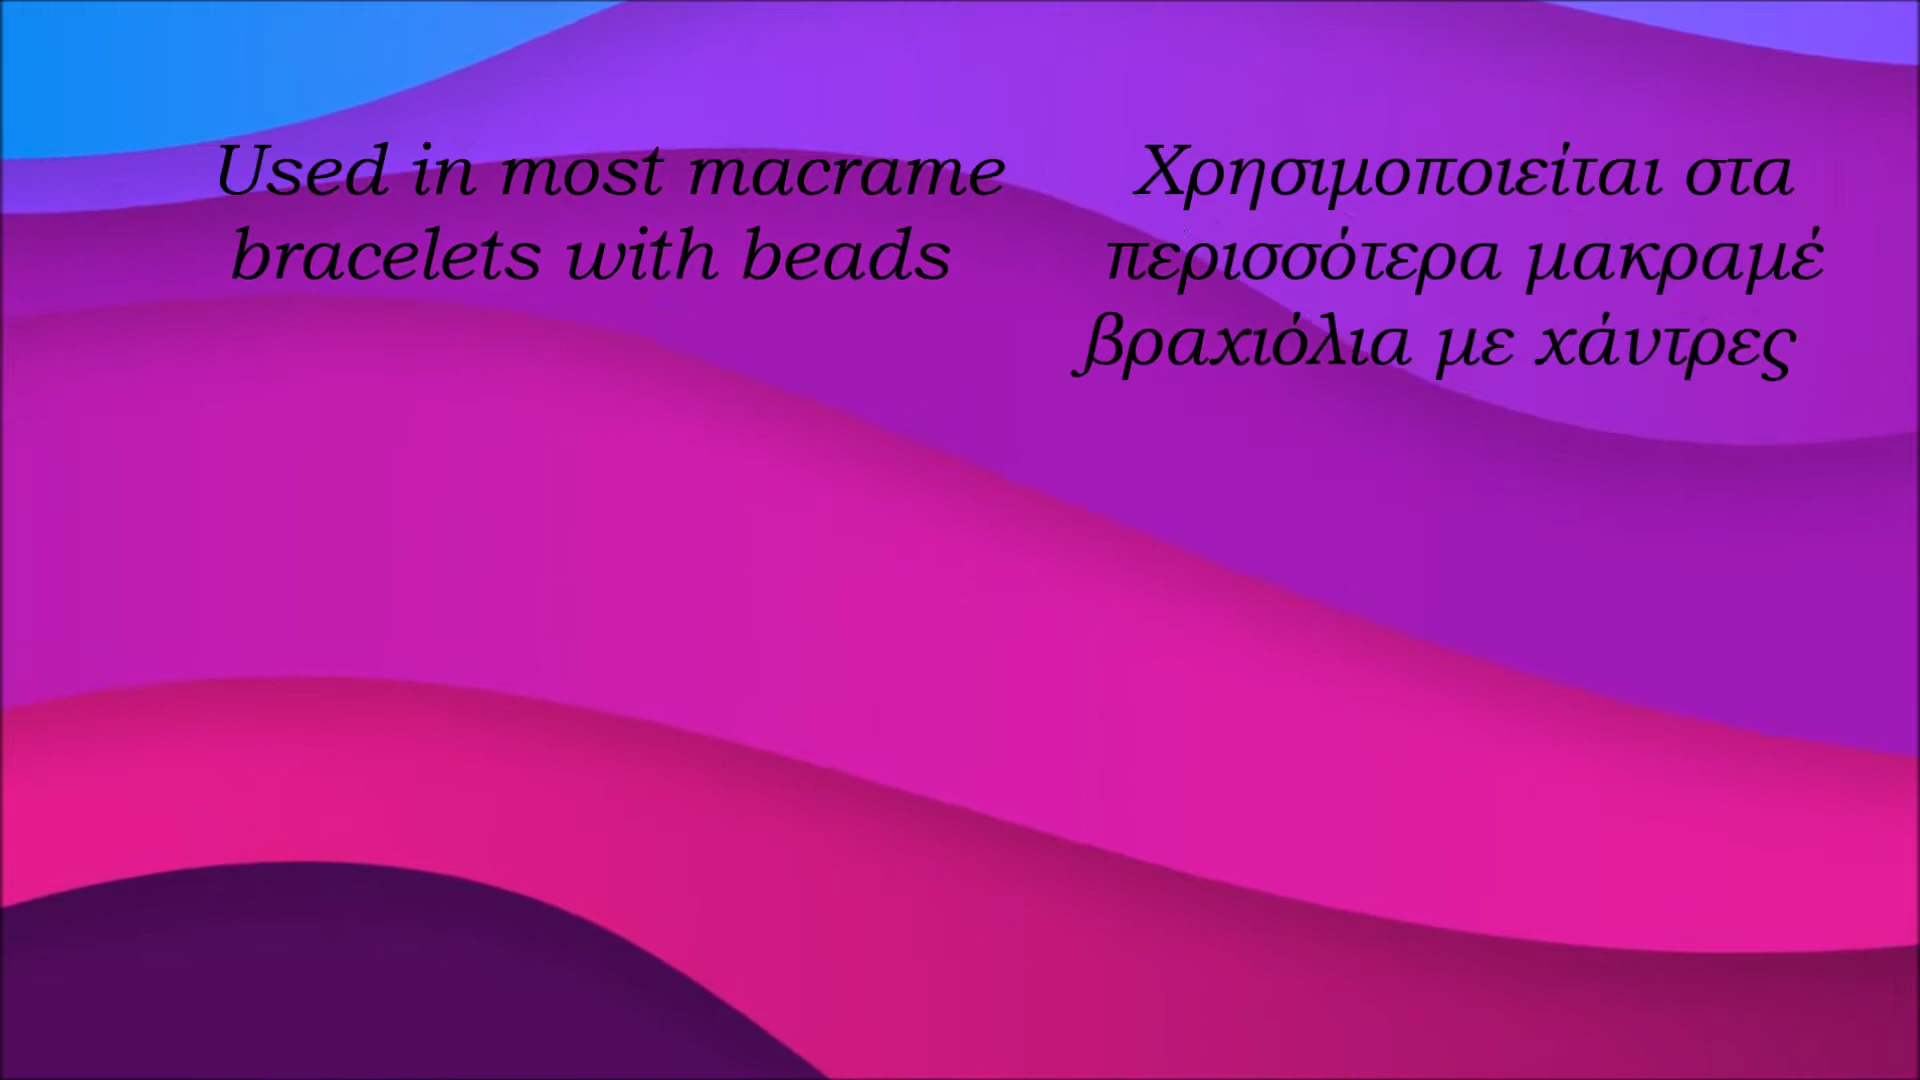 Used in most macrame
bracelets with beads
Χρησιμοποιείται στα
περισσότερα μακραμέ
βραχιόλια με χάντρες